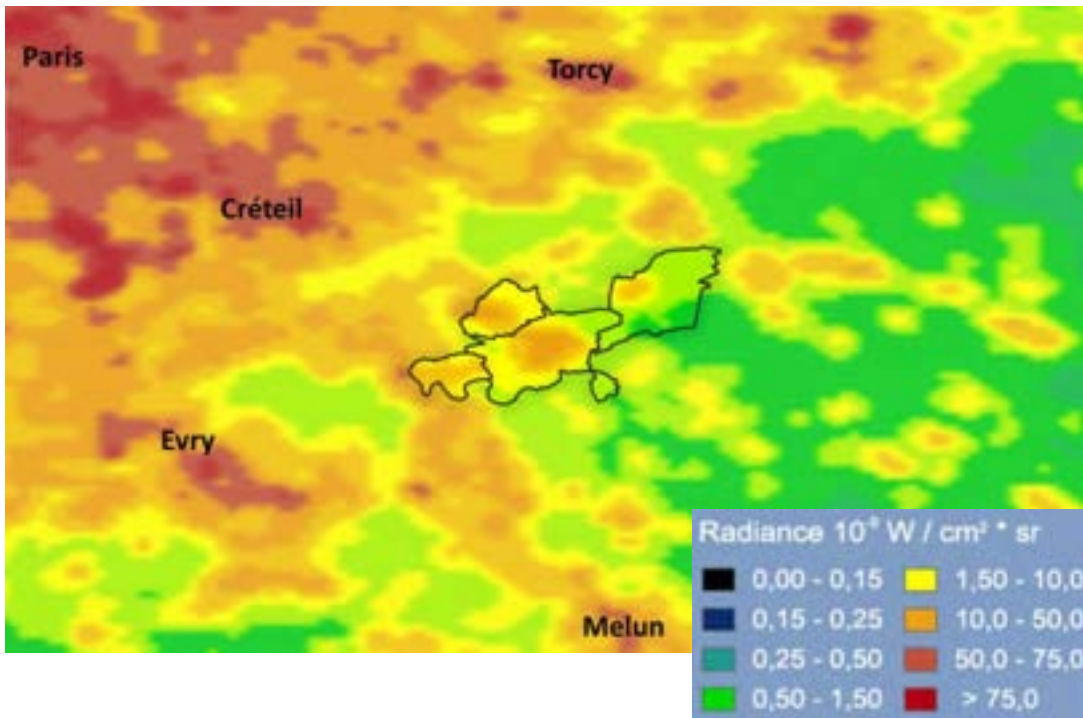 Paris
Torcy
Créteil
Evry
Melun
Radiance 10⁻⁹ W / cm² * sr
0,00 - 0,15
1,50 - 10,0
0,15 - 0,25
10,0 - 50,0
0,25 - 0,50
50,0 - 75,0
0,50 - 1,50
> 75,0